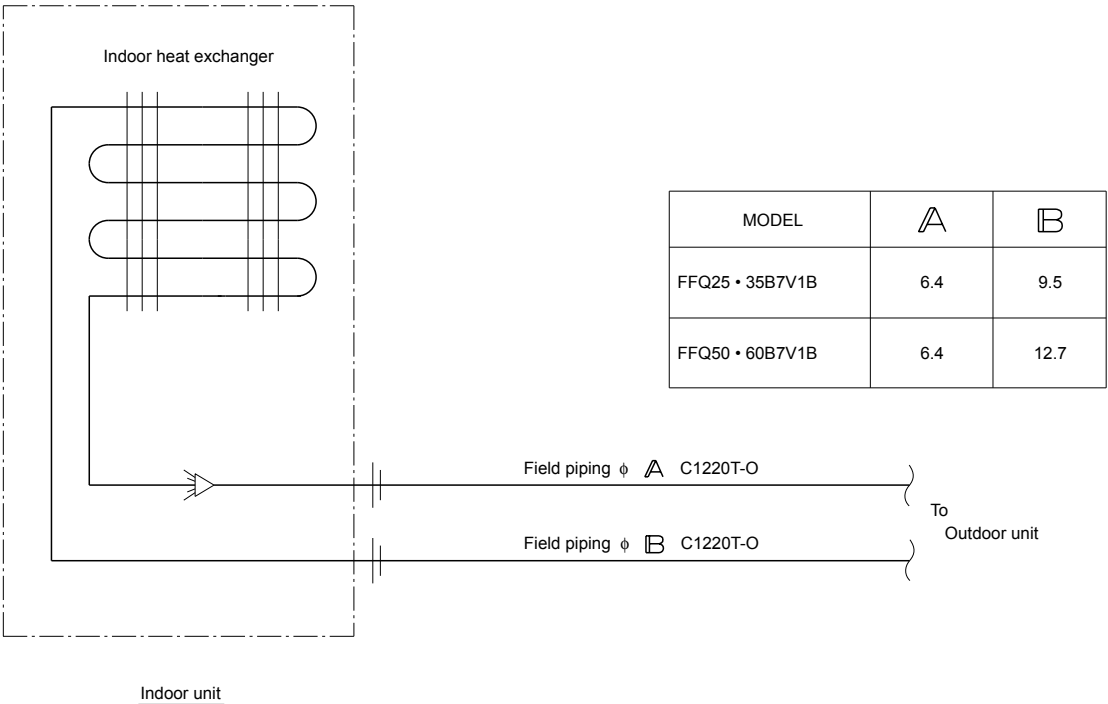 Indoor heat exchanger
MODEL A B
FFQ25 • 35B7V1B 6.4 9.5
FFQ50 • 60B7V1B 6.4 12.7
Field piping ϕ A C1220T-O
To
Outdoor unit
Field piping ϕ B C1220T-O
Indoor unit